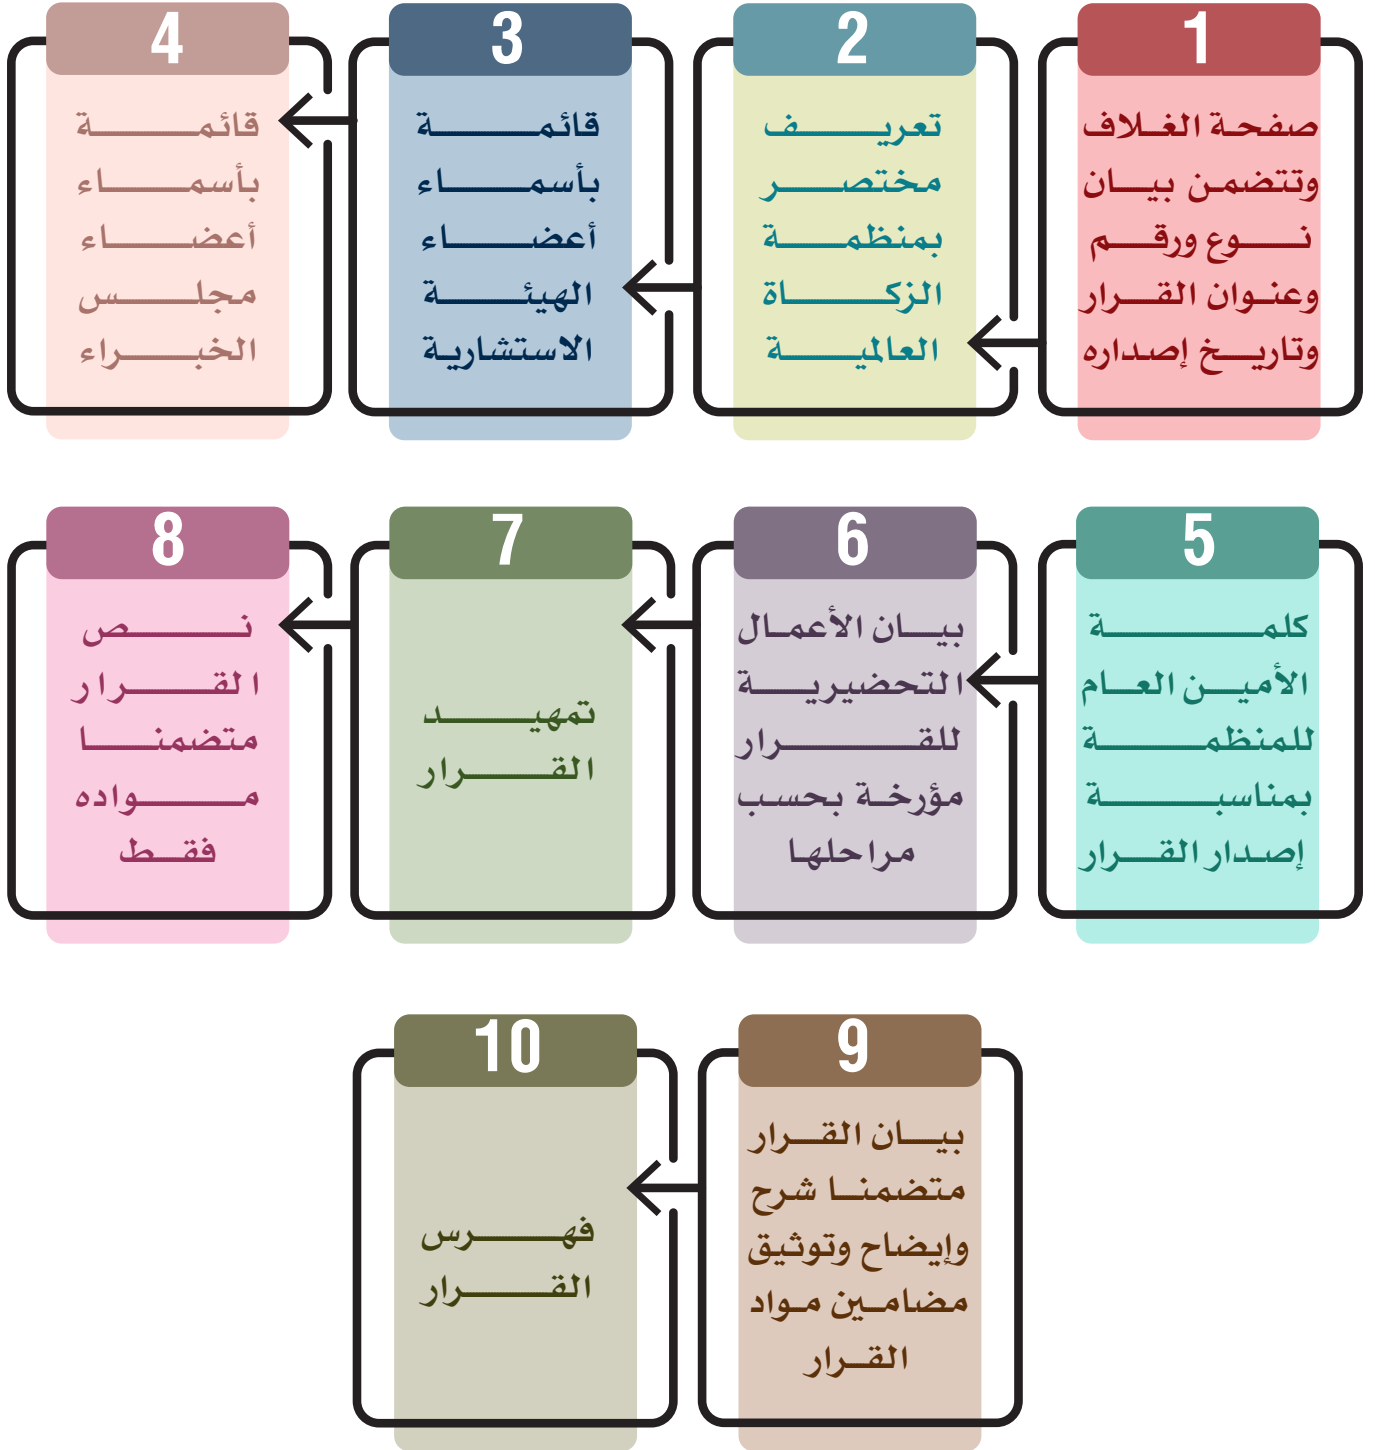 1
صفحة الغلاف
وتتضمن بيان
نوع ورقم
وعنوان القرار
وتاريخ إصداره
2
تعريف
مختصر
بمنظمة
الزكاة
العالمية
3
قائمة
بأسماء
أعضاء
الهيئة
الاستشارية
4
قائمة
بأسماء
أعضاء
مجلس
الخبراء
5
كلمة
الأمين العام
للمنظمة
بمناسبة
إصدار القرار
6
بيان الأعمال
التحضيرية
للقرار
مؤرخة بحسب
مراحلها
7
تمهيد
القرار
8
نص
القرار
متضمنا
مواده
فقط
9
بيان القرار
متضمنا شرح
وإيضاح وتوثيق
مضامين مواد
القرار
10
فهرس
القرار